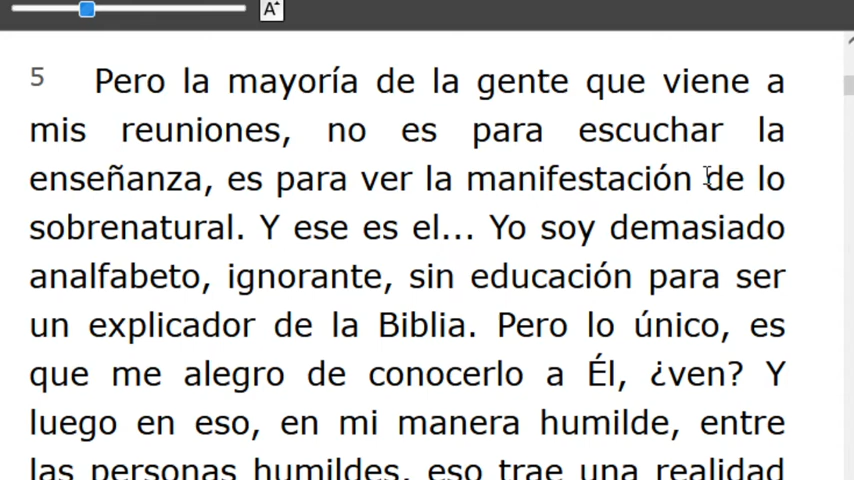 A
5 Pero la mayoría de la gente que viene a
mis reuniones, no es para escuchar la
enseñanza, es para ver la manifestación de lo
sobrenatural. Y ese es el... Yo soy demasiado
analfabeto, ignorante, sin educación para ser
un explicador de la Biblia. Pero lo único, es
que me alegro de conocerlo a Él, ¿ven? Y
luego en eso, en mi manera humilde, entre
las personas humildes, eso trae una realidad